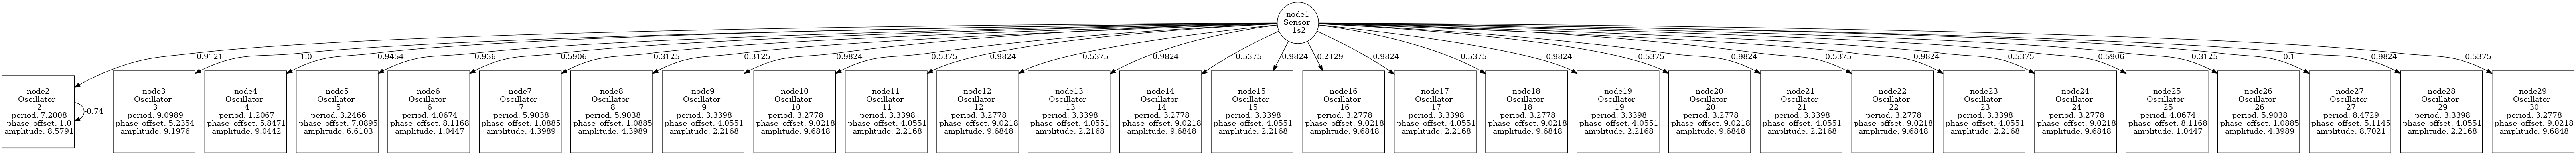 node1
Sensor
1s2
-0.9121
1.0
-0.9454
0.936
0.5906
-0.3125
-0.3125
0.9824
-0.5375
0.9824
-0.5375
0.9824
-0.5375
0.9824
0.2129
0.9824
-0.5375
0.9824
-0.5375
0.9824
-0.5375
0.9824
-0.5375
0.5906
-0.3125
-0.1
0.9824
-0.5375
node2
Oscillator
2
period: 7.2008
phase_offset: 1.0
amplitude: 8.5791
-0.74
node3
Oscillator
3
period: 9.0989
phase_offset: 5.2354
amplitude: 9.1976
node4
Oscillator
4
period: 1.2067
phase_offset: 5.8471
amplitude: 9.0442
node5
Oscillator
5
period: 3.2466
phase_offset: 7.0895
amplitude: 6.6103
node6
Oscillator
6
period: 4.0674
phase_offset: 8.1168
amplitude: 1.0447
node7
Oscillator
7
period: 5.9038
phase_offset: 1.0885
amplitude: 4.3989
node8
Oscillator
8
period: 5.9038
phase_offset: 1.0885
amplitude: 4.3989
node9
Oscillator
9
period: 3.3398
phase_offset: 4.0551
amplitude: 2.2168
node10
Oscillator
10
period: 3.2778
phase_offset: 9.0218
amplitude: 9.6848
node11
Oscillator
11
period: 3.3398
phase_offset: 4.0551
amplitude: 2.2168
node12
Oscillator
12
period: 3.2778
phase_offset: 9.0218
amplitude: 9.6848
node13
Oscillator
13
period: 3.3398
phase_offset: 4.0551
amplitude: 2.2168
node14
Oscillator
14
period: 3.2778
phase_offset: 9.0218
amplitude: 9.6848
node15
Oscillator
15
period: 3.3398
phase_offset: 4.0551
amplitude: 2.2168
node16
Oscillator
16
period: 3.2778
phase_offset: 9.0218
amplitude: 9.6848
node17
Oscillator
17
period: 3.3398
phase_offset: 4.0551
amplitude: 2.2168
node18
Oscillator
18
period: 3.2778
phase_offset: 9.0218
amplitude: 9.6848
node19
Oscillator
19
period: 3.3398
phase_offset: 4.0551
amplitude: 2.2168
node20
Oscillator
20
period: 3.2778
phase_offset: 9.0218
amplitude: 9.6848
node21
Oscillator
21
period: 3.3398
phase_offset: 4.0551
amplitude: 2.2168
node22
Oscillator
22
period: 3.2778
phase_offset: 9.0218
amplitude: 9.6848
node23
Oscillator
23
period: 3.3398
phase_offset: 4.0551
amplitude: 2.2168
node24
Oscillator
24
period: 3.2778
phase_offset: 9.0218
amplitude: 9.6848
node25
Oscillator
25
period: 4.0674
phase_offset: 8.1168
amplitude: 1.0447
node26
Oscillator
26
period: 5.9038
phase_offset: 1.0885
amplitude: 4.3989
node27
Oscillator
27
period: 8.4729
phase_offset: 5.1145
amplitude: 8.7021
node28
Oscillator
29
period: 3.3398
phase_offset: 4.0551
amplitude: 2.2168
node29
Oscillator
30
period: 3.2778
phase_offset: 9.0218
amplitude: 9.6848